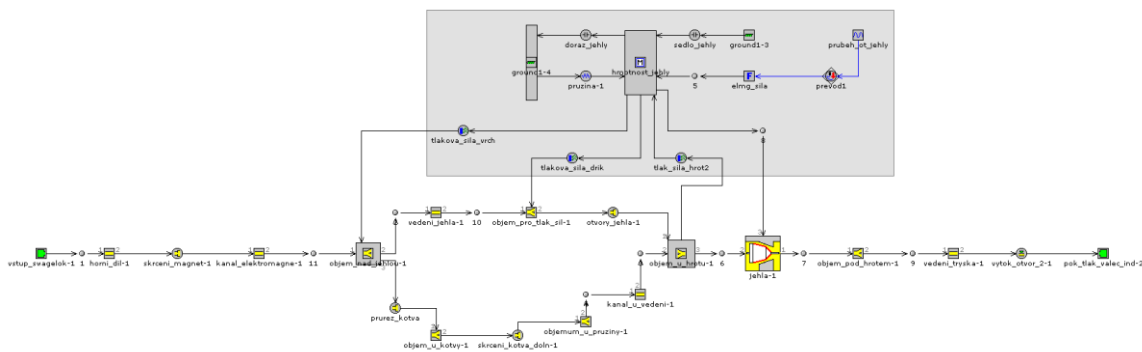 doraz_jehly
sedlo_jehly
ground1-3
prubeh_ot_jehly
ground1-4
hmotnost_jehly
pruzina-1
5
elmg_sila
prevod1
F
tlakova_sila_vrch
8
tlakova_sila_drik
tlak_sila_hrot2
vedeni_jehla-1
10
objem_pro_tlak_sil-1
otvory_jehla-1
vstup_svagelok-1
1
horni_dil-1
skrceni_magnet-1
kanal_elektromagne-1
11
objem_nad_jehlou-1
objem_u_hrotu-1
6
jehla-1
7
objem_pod_hrotem-1
9
vedeni_tryska-1
vytok_otvor_2-1
pok_tlak_valec_ind-2
kanal_u_vedeni-1
prurez_kotva
objem_u_kotvy-1
skrceni_kotva_doln-1
objemum_u_pruziny-1